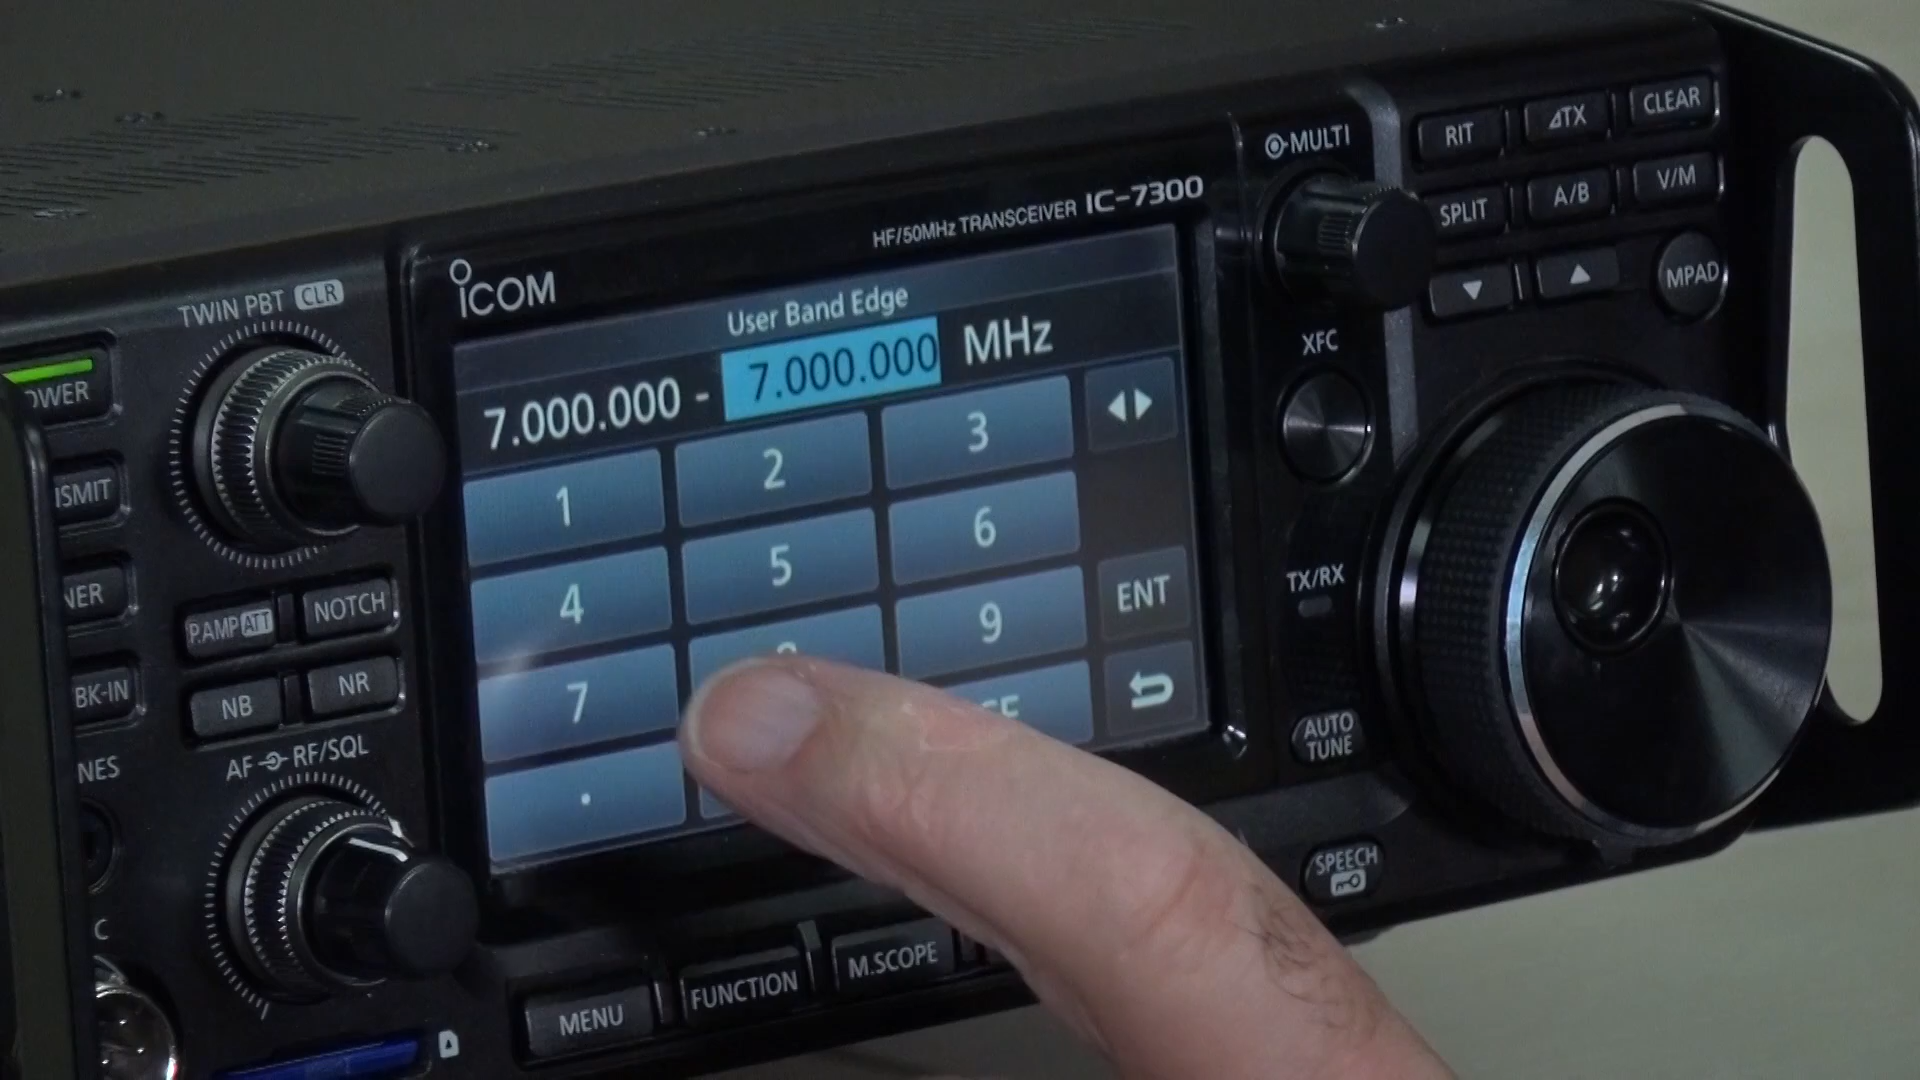 TWIN PBT CLR
OWER
ISMIT
NER
BK-IN
NES
C
P.AMP ATT
NOTCH
NB
NR
AF RF/SQL
ICOM
HF/50MHz TRANSCEIVER IC-7300
User Band Edge
7.000.000 - 7.000.000 MHz
1 2 3
4 5 6
ENT
7 9
.
MENU
FUNCTION
M.SCOPE
MULTI
RIT
⊿TX
CLEAR
SPLIT
A/B
V/M
▼
▲
MPAD
XFC
TX/RX
AUTO
TUNE
SPEECH